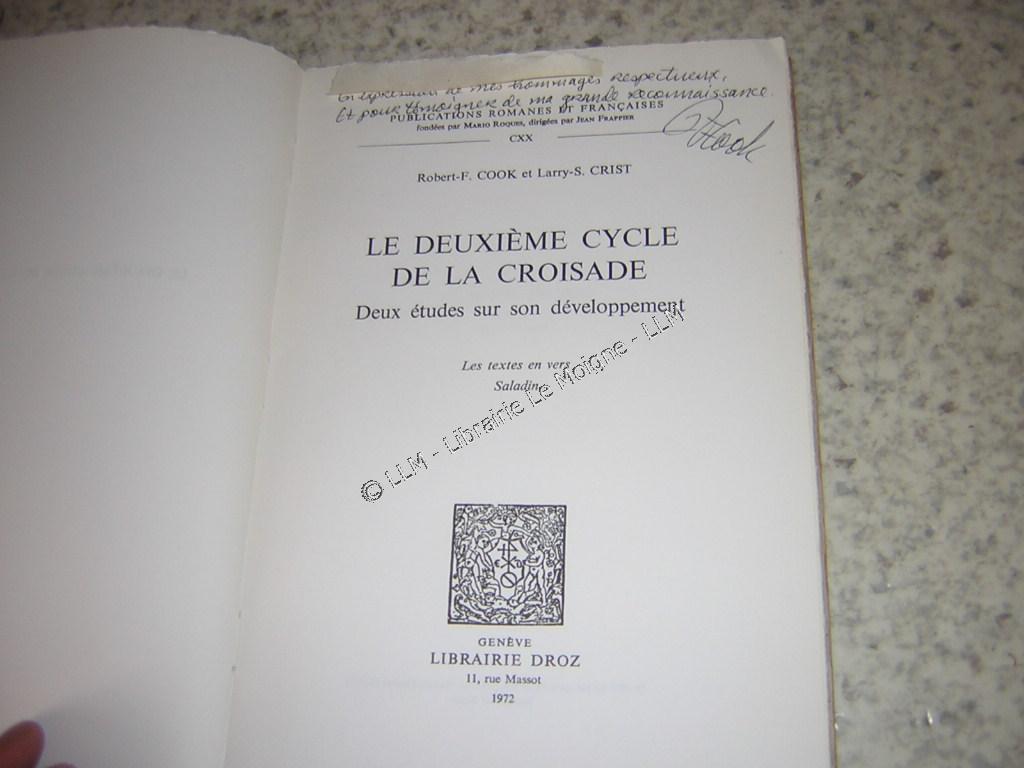 En expression de mes hommages respectueux,
Et pour témoigner de ma grande reconnaissance.
Cook
PUBLICATIONS ROMANES ET FRANÇAISES
fondées par MARIO ROQUES, dirigées par JEAN FRAPPIER
CXX
Robert-F. COOK et Larry-S. CRIST
LE DEUXIÈME CYCLE
DE LA CROISADE
Deux études sur son développement
Les textes en vers
Saladin
© LLM - Librairie Le Moigne - LLM
GENÈVE
LIBRAIRIE DROZ
11, rue Massot
1972